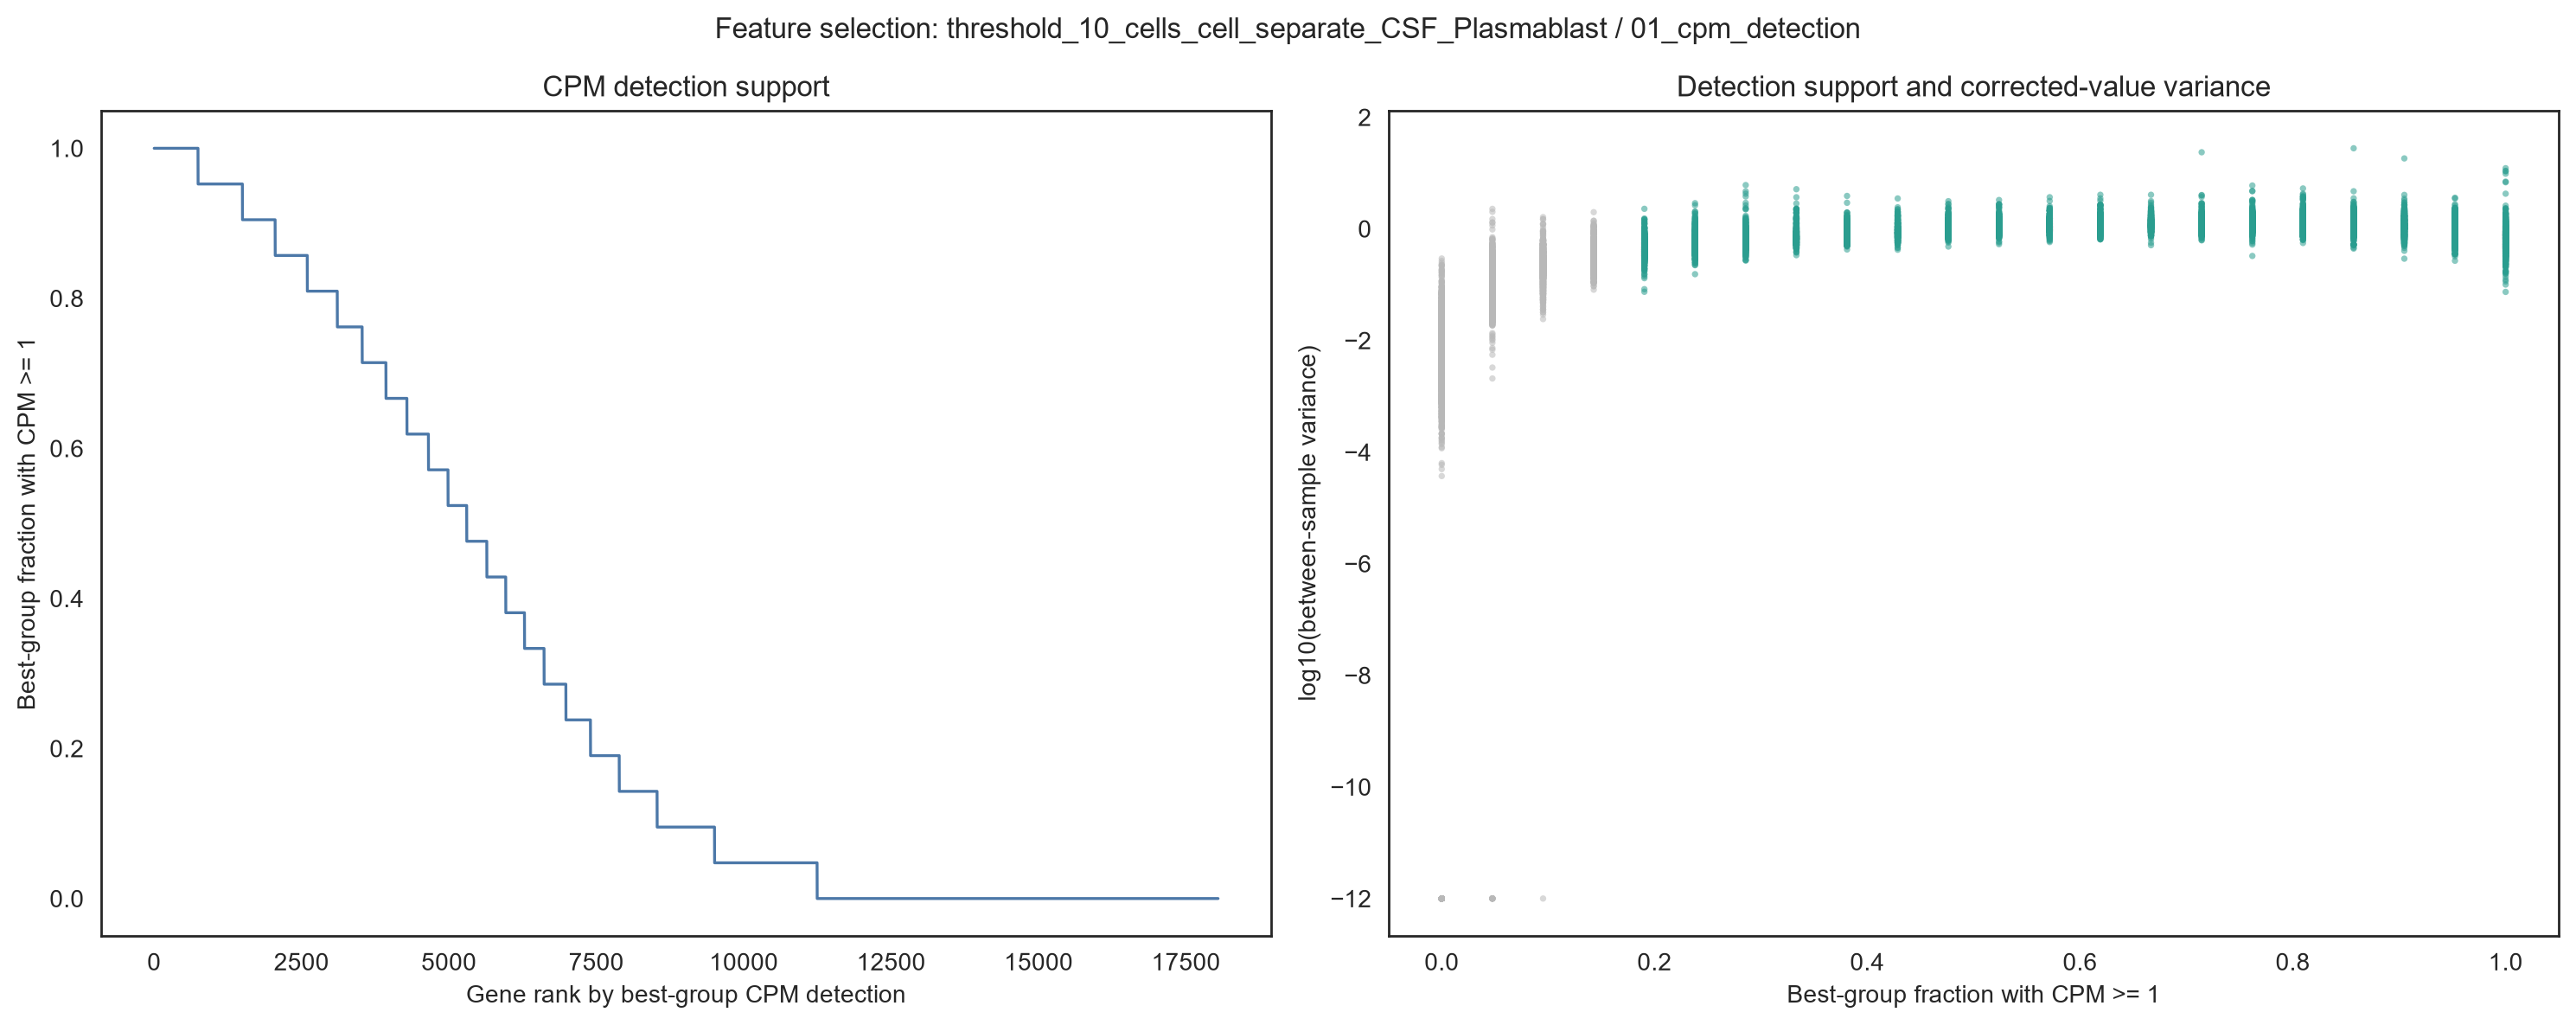 Feature selection: threshold_10_cells_cell_separate_CSF_Plasmablast / 01_cpm_detection
CPM detection support
Best-group fraction with CPM >= 1
1.0
0.8
0.6
0.4
0.2
0.0
0 2500 5000 7500 10000 12500 15000 17500
Gene rank by best-group CPM detection
Detection support and corrected-value variance
log10(between-sample variance)
2
0
−2
−4
−6
−8
−10
−12
0.0 0.2 0.4 0.6 0.8 1.0
Best-group fraction with CPM >= 1